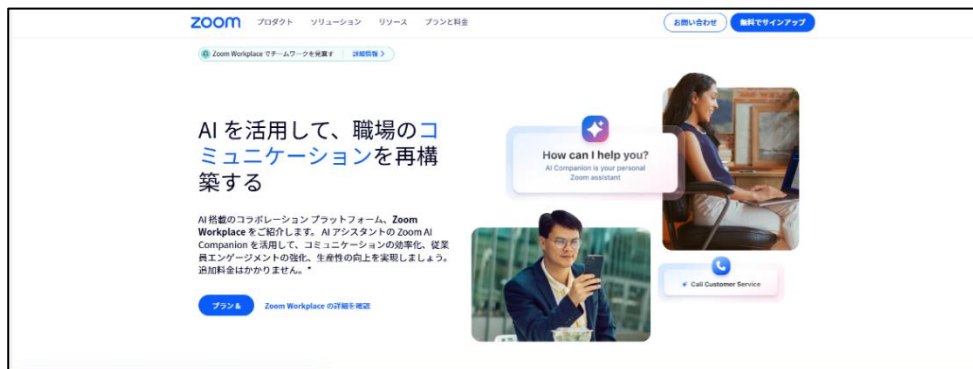 zoom プロダクト ソリューション リソース プランと料金 お問い合わせ 無料でサインアップ
Zoom Workplace でチームワークを見直す 詳細情報
AI を活用して、職場のコ
ミュニケーションを再構
築する
AI 搭載のコラボレーション プラットフォーム、Zoom
Workplace をご紹介します。 AI アシスタントの Zoom AI
Companion を活用して、コミュニケーションの効率化、従業
員エンゲージメントの強化、生産性の向上を実現しましょう。
追加料金はかかりません。*
プラン &
Zoom Workplace の詳細を確認
How can I help you?
AI Companion is your personal
Zoom assistant
Call Customer Service